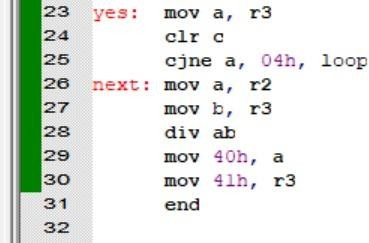 23 yes: mov a, r3
24 clr c
25 cjne a, 04h, loop
26 next: mov a, r2
27 mov b, r3
28 div ab
29 mov 40h, a
30 mov 41h, r3
31 end
32